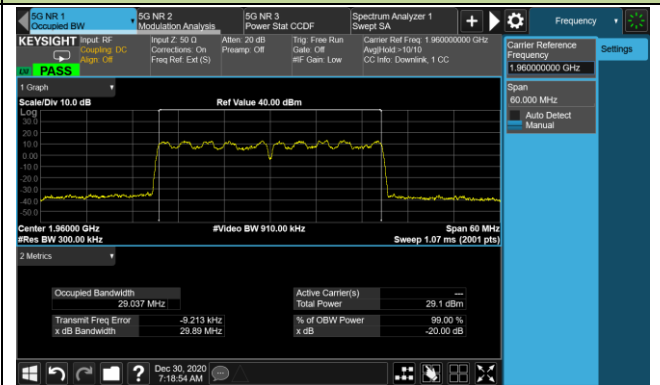 5G NR 1
Occupied BW
5G NR 2
Modulation Analysis
5G NR 3
Power Stat CCDF
Spectrum Analyzer 1
Swept SA
Frequency
KEYSIGHT
Input: RF
Coupling: DC
Align: Off
Input Z: 50 Ω
Corrections: On
Freq Ref: Ext (S)
Atten: 20 dB
Preamp: Off
Trig: Free Run
Gate: Off
#IF Gain: Low
Carrier Ref Freq: 1.960000000 GHz
Avg|Hold:>10/10
CC Info: Downlink, 1 CC
PASS
Carrier Reference
Frequency
1.960000000 GHz
Settings
Span
60.000 MHz
Auto Detect
Manual
1 Graph
Scale/Div 10.0 dB
Ref Value 40.00 dBm
Log
30.0
20.0
10.0
0.00
-10.0
-20.0
-30.0
-40.0
-50.0
Center 1.96000 GHz
#Video BW 910.00 kHz
Span 60 MHz
#Res BW 300.00 kHz
Sweep 1.07 ms (2001 pts)
2 Metrics
Occupied Bandwidth
29.037 MHz
Active Carrier(s)
---
Total Power
29.1 dBm
Transmit Freq Error
-9.213 kHz
% of OBW Power
99.00 %
x dB Bandwidth
29.89 MHz
x dB
-20.00 dB
?
Dec 30, 2020
7:18:54 AM